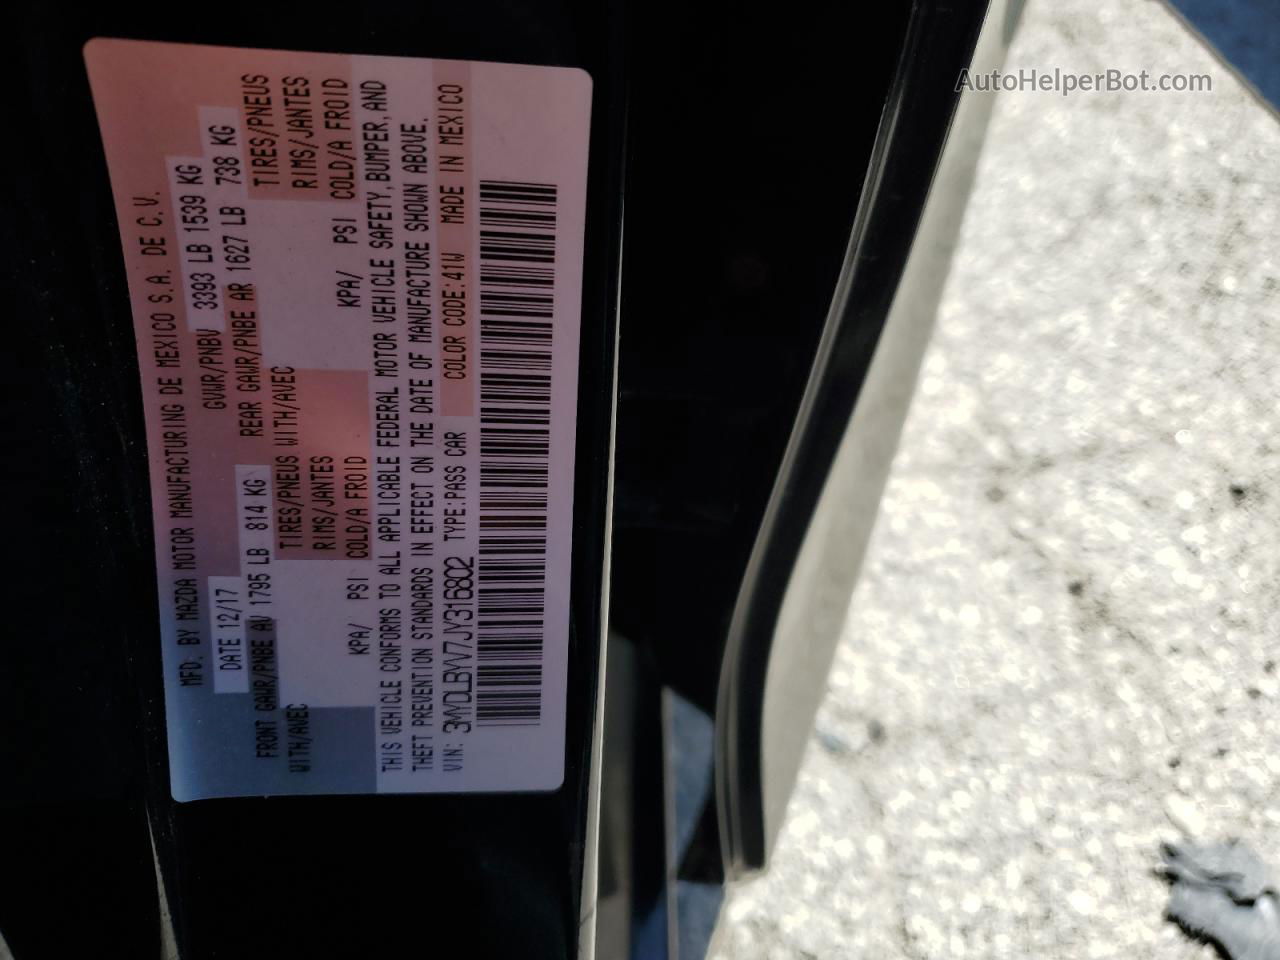 AutoHelperBot.com
MFD. BY MAZDA MOTOR MANUFACTURING DE MEXICO S.A. DE C.V.
DATE 12/17 GVWR/PNBV 3393 LB 1539 KG
FRONT GAWR/PNBE AV 1795 LB 814 KG REAR GAWR/PNBE AR 1627 LB 738 KG
WITH/AVEC TIRES/PNEUS WITH/AVEC TIRES/PNEUS
RIMS/JANTES RIMS/JANTES
KPA/ PSI COLD/A FROID KPA/ PSI COLD/A FROID
THIS VEHICLE CONFORMS TO ALL APPLICABLE FEDERAL MOTOR VEHICLE SAFETY,BUMPER,AND
THEFT PREVENTION STANDARDS IN EFFECT ON THE DATE OF MANUFACTURE SHOWN ABOVE.
VIN: 3MYDLBYV7JY316802 TYPE:PASS CAR COLOR CODE:41W MADE IN MEXICO